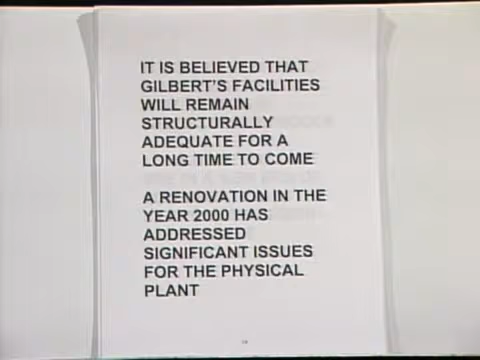 IT IS BELIEVED THAT
GILBERT'S FACILITIES
WILL REMAIN
STRUCTURALLY
ADEQUATE FOR A
LONG TIME TO COME
A RENOVATION IN THE
YEAR 2000 HAS
ADDRESSED
SIGNIFICANT ISSUES
FOR THE PHYSICAL
PLANT